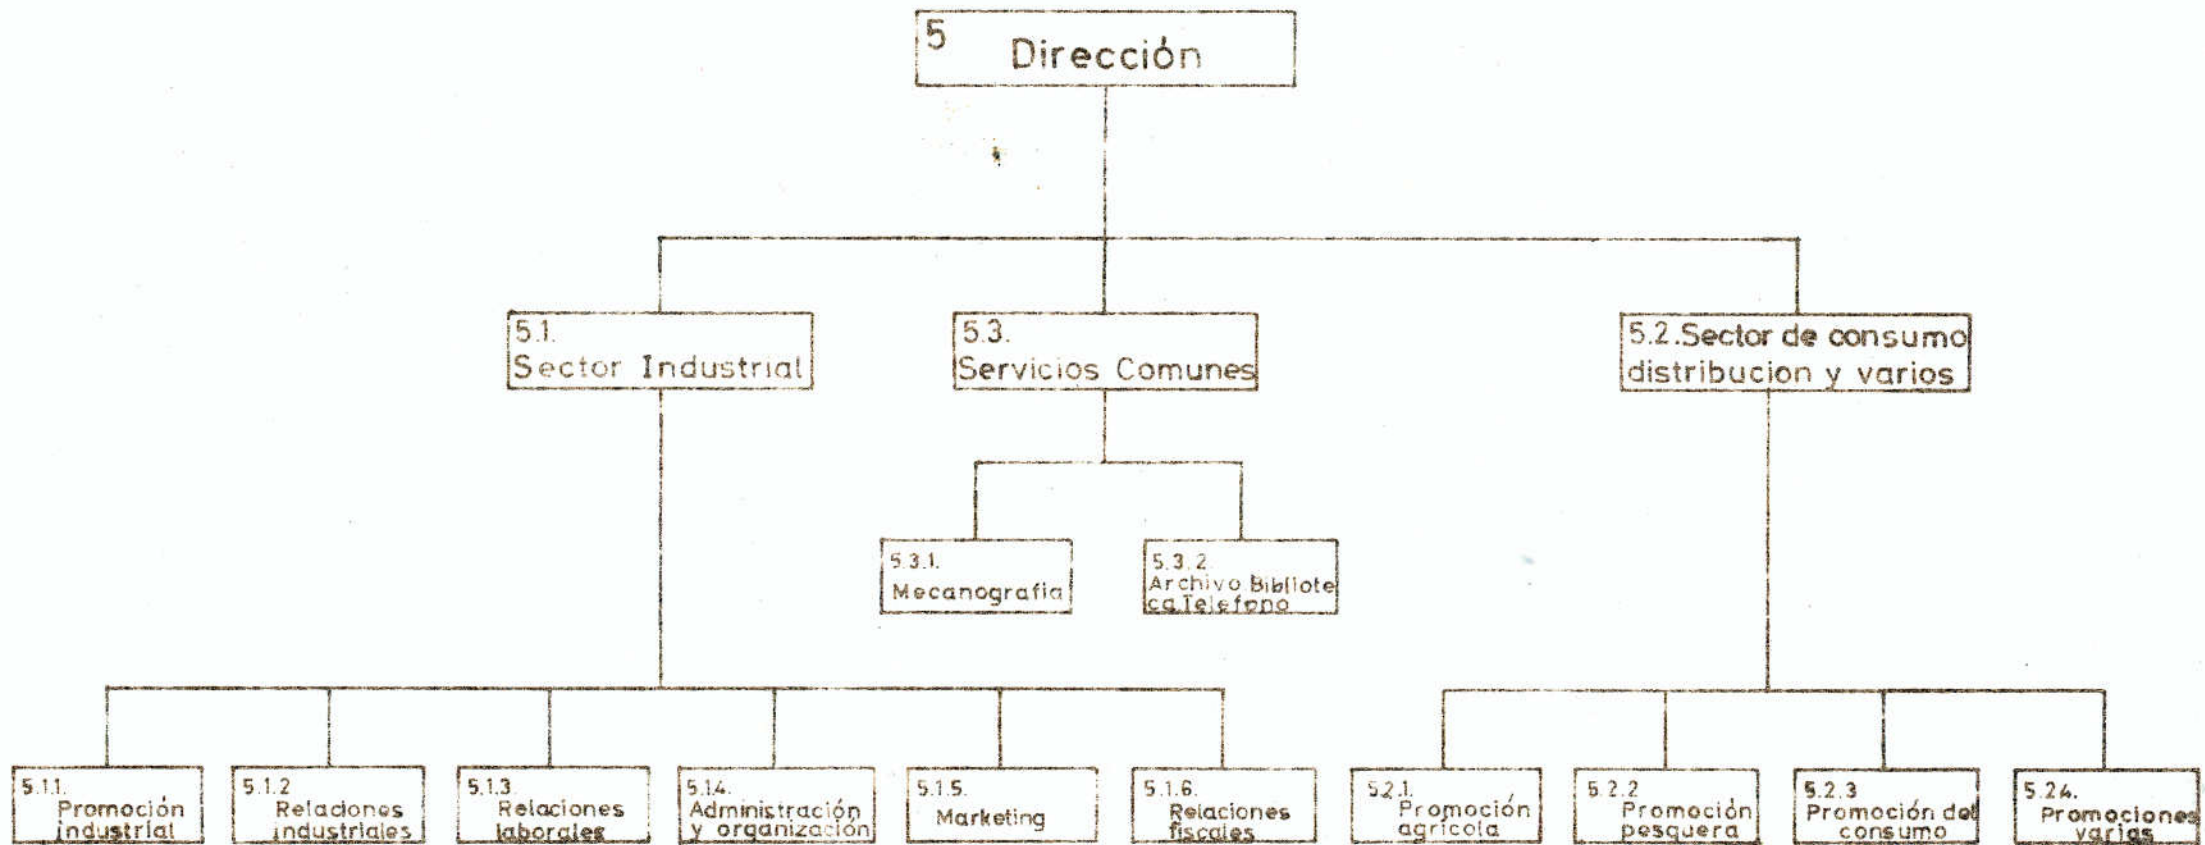 5
Dirección
5.1.
Sector Industrial
5.3.
Servicios Comunes
5.2.Sector de consumo
distribucion y varios
5.3.1.
Mecanografia
5.3.2
Archivo Bibliote
ca Telefono
5.1.1.
Promoción
industrial
5.1.2
Relaciones
industriales
5.1.3
Relaciones
laborales
5.1.4.
Administración
y organización
5.1.5.
Marketing
5.1.6.
Relaciones
fiscales
5.2.1.
Promoción
agricola
5.2.2
Promoción
pesquera
5.2.3
Promoción del
consumo
5.2.4.
Promociones
varias